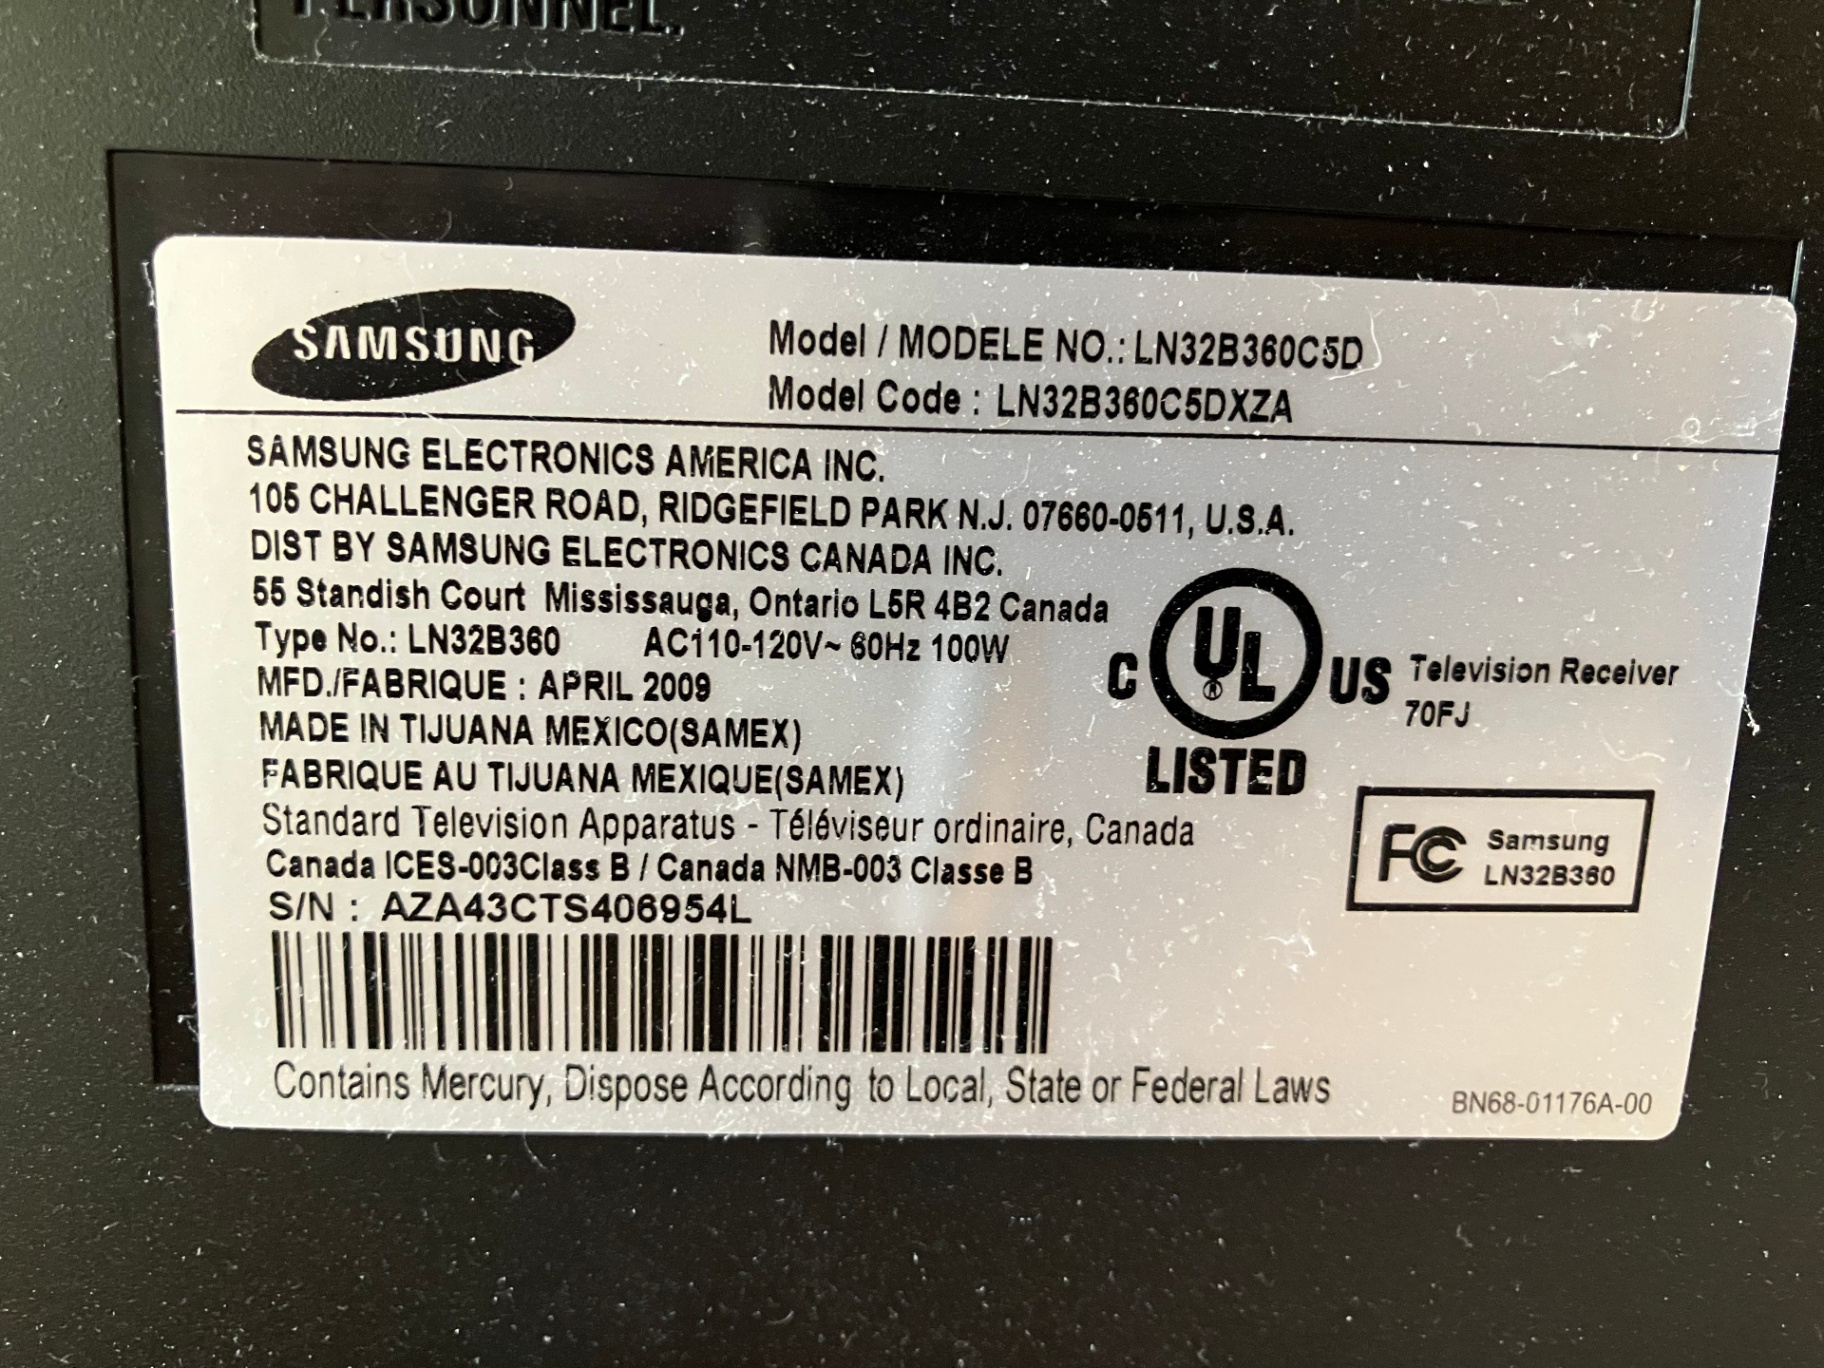 PERSONNEL.
SAMSUNG
Model / MODELE NO.: LN32B360C5D
Model Code : LN32B360C5DXZA
SAMSUNG ELECTRONICS AMERICA INC.
105 CHALLENGER ROAD, RIDGEFIELD PARK N.J. 07660-0511, U.S.A.
DIST BY SAMSUNG ELECTRONICS CANADA INC.
55 Standish Court Mississauga, Ontario L5R 4B2 Canada
Type No.: LN32B360 AC110-120V~ 60Hz 100W
MFD./FABRIQUE : APRIL 2009
MADE IN TIJUANA MEXICO(SAMEX)
FABRIQUE AU TIJUANA MEXIQUE(SAMEX)
Standard Television Apparatus - Téléviseur ordinaire, Canada
Canada ICES-003Class B / Canada NMB-003 Classe B
S/N : AZA43CTS406954L
C UL ® US
LISTED
Television Receiver
70FJ
FC Samsung
LN32B360
Contains Mercury, Dispose According to Local, State or Federal Laws
BN68-01176A-00